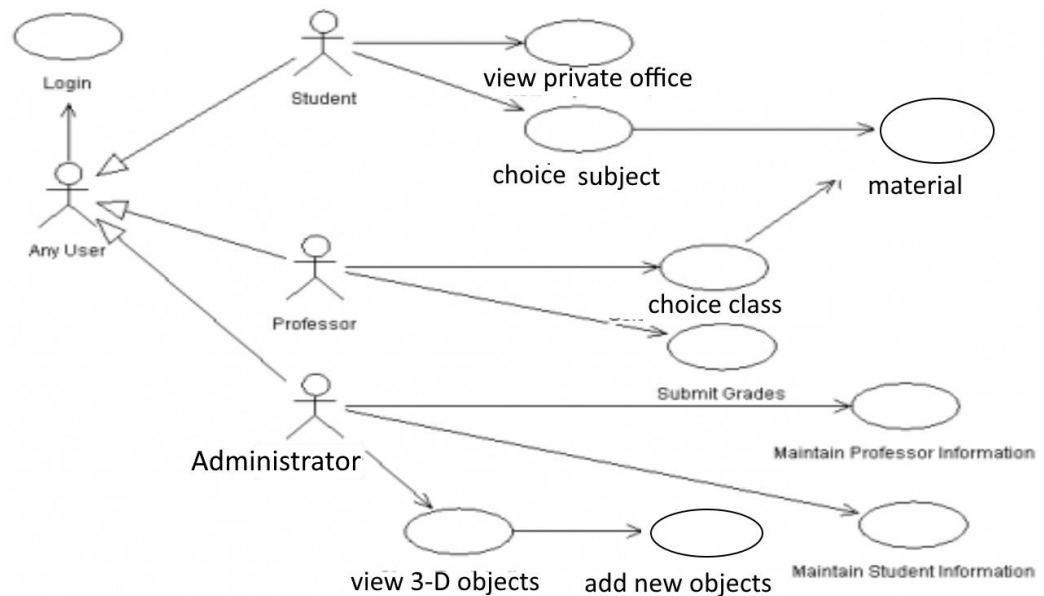 Login
Student
view private office
choice subject
material
Any User
Professor
choice class
Submit Grades
Administrator
Maintain Professor Information
view 3-D objects
add new objects
Maintain Student Information